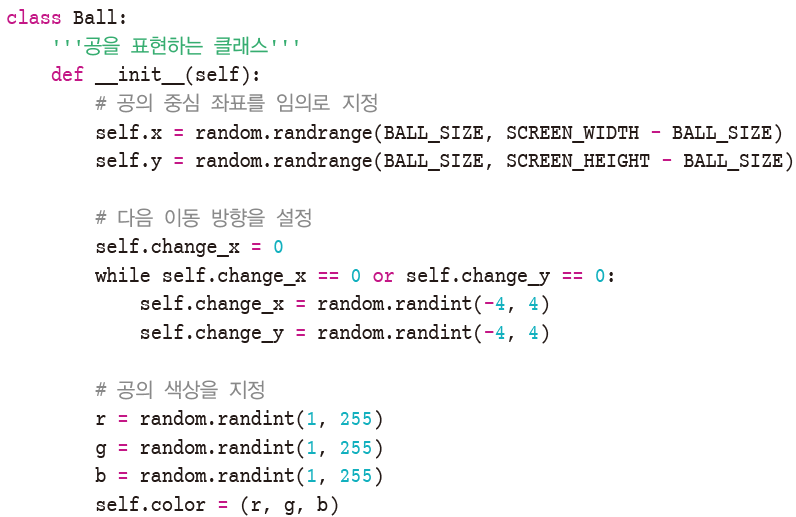 class Ball:
    '''공을 표현하는 클래스'''
    def __init__(self):
        # 공의 중심 좌표를 임의로 지정
        self.x = random.randrange(BALL_SIZE, SCREEN_WIDTH - BALL_SIZE)
        self.y = random.randrange(BALL_SIZE, SCREEN_HEIGHT - BALL_SIZE)

        # 다음 이동 방향을 설정
        self.change_x = 0
        while self.change_x == 0 or self.change_y == 0:
            self.change_x = random.randint(-4, 4)
            self.change_y = random.randint(-4, 4)

        # 공의 색상을 지정
        r = random.randint(1, 255)
        g = random.randint(1, 255)
        b = random.randint(1, 255)
        self.color = (r, g, b)